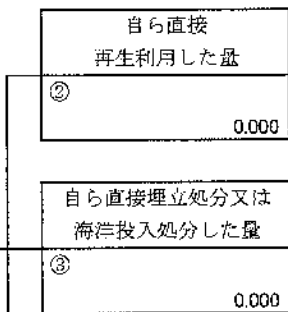 自ら直接
再生利用した量
②
0.000
自ら直接埋立処分又は
海洋投入処分した量
③
0.000